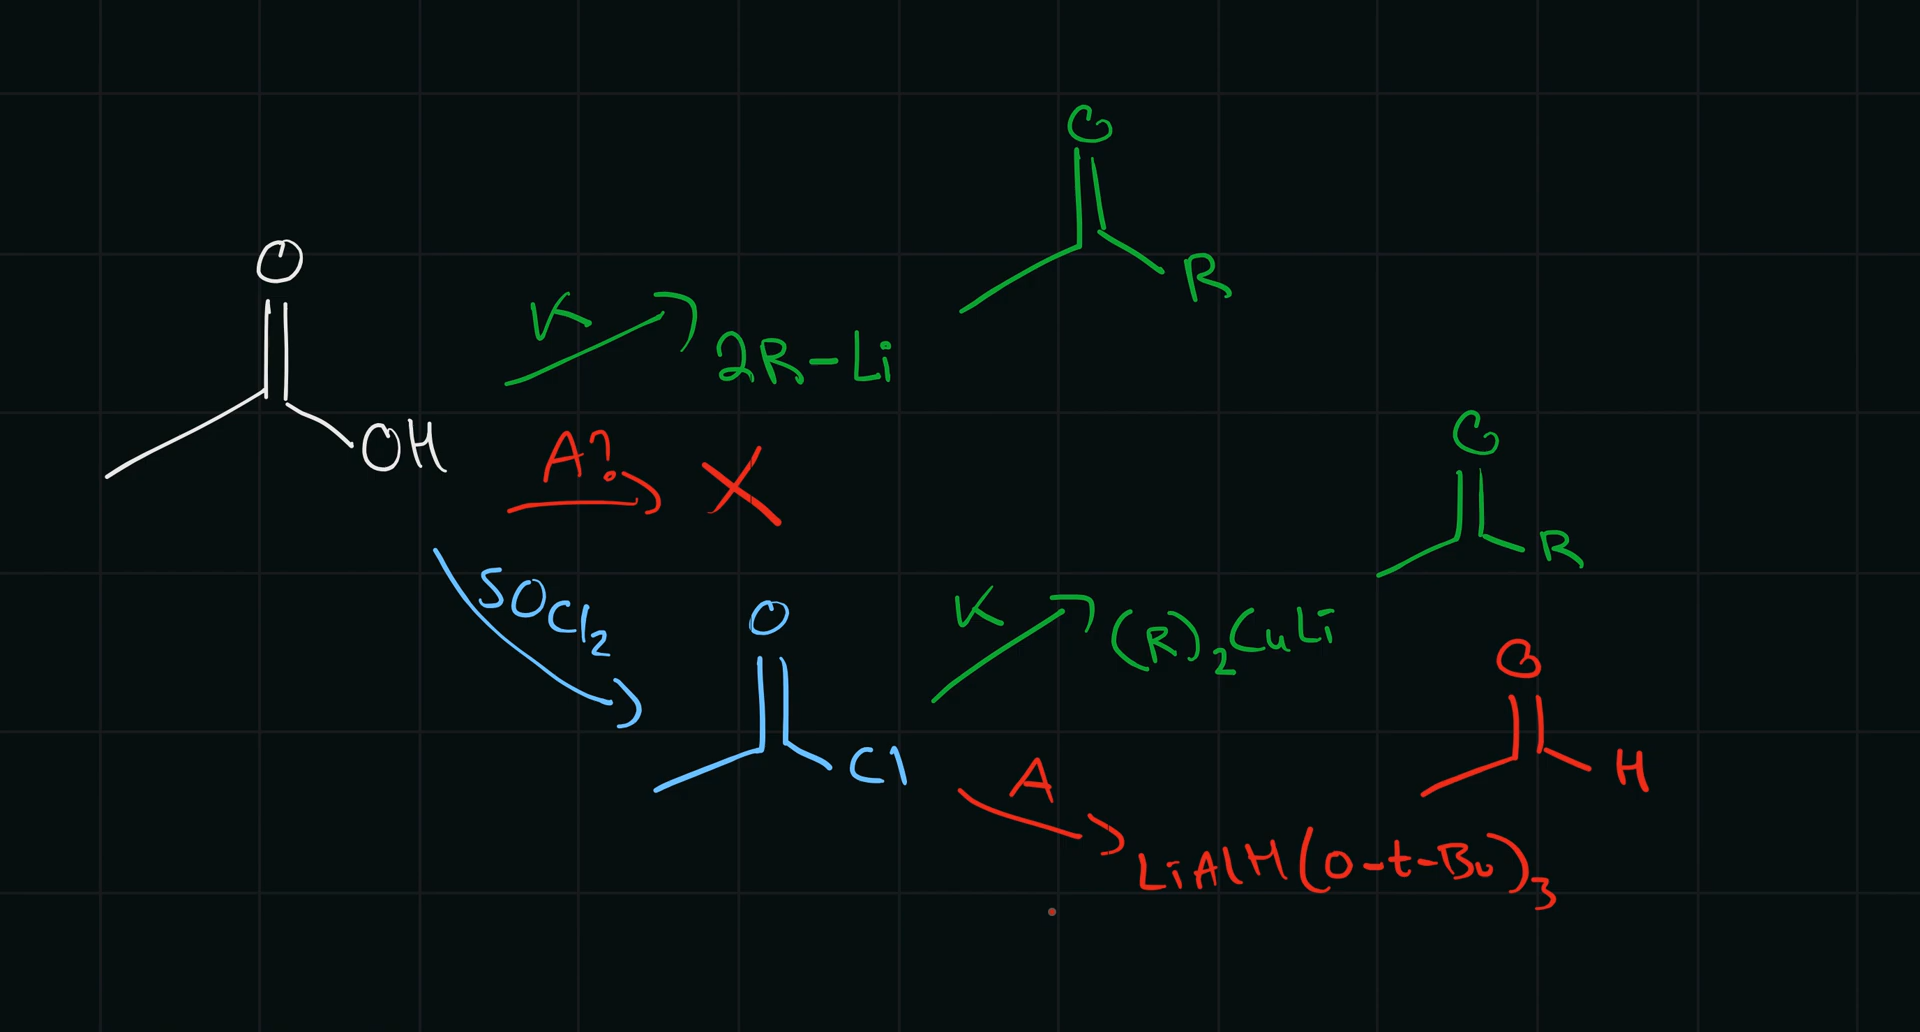 O
R
K
2R-Li
O
OH
A?
X
O
R
SOCl₂
O
Cl
K
(R)₂CuLi
O
H
A
LiAlH(O-t-Bu)₃